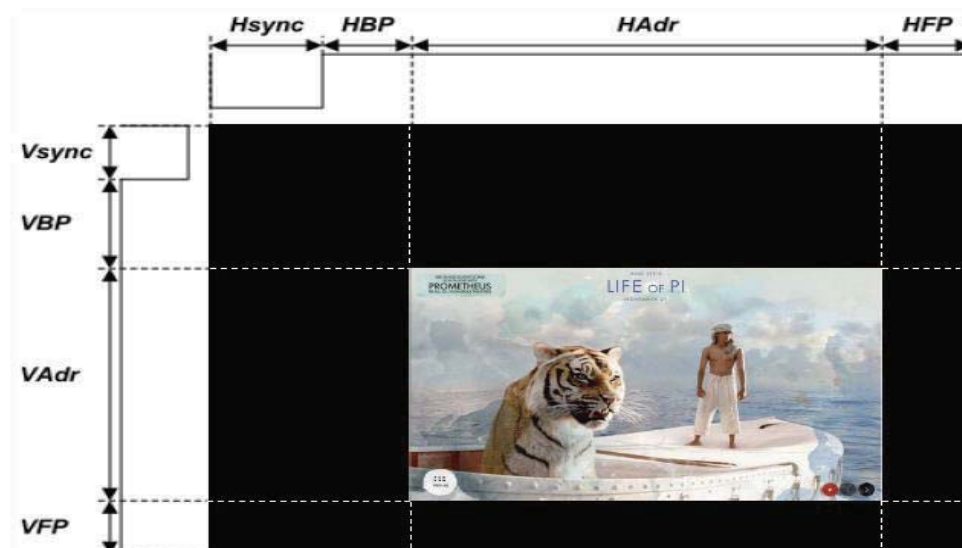 Hsync HBP HAdr HFP
Vsync
VBP
VAdr
VFP
PROMETHEUS
LIFE OF PI